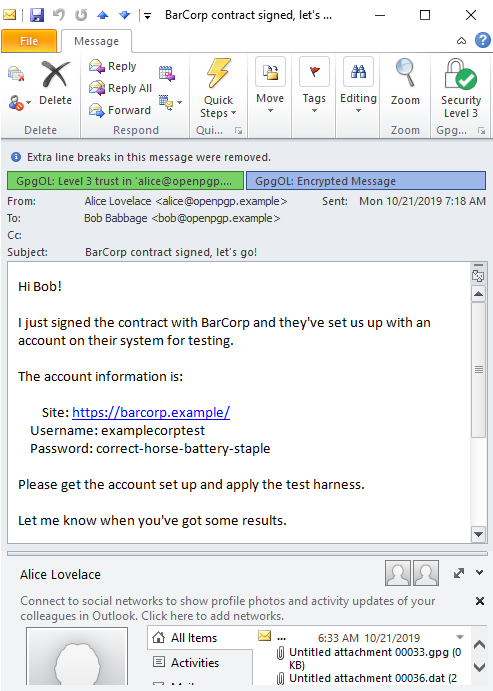 BarCorp contract signed, let's ...
File
Message
Delete
Delete
Reply
Reply All
Forward
Respond
Quick
Steps
Qui...
Move
Tags
Editing
Zoom
Zoom
Security
Level 3
Gpg...
Extra line breaks in this message were removed.
GpgOL: Level 3 trust in 'alice@openpgp....
GpgOL: Encrypted Message
From: Alice Lovelace <alice@openpgp.example> Sent: Mon 10/21/2019 7:18 AM
To: Bob Babbage <bob@openpgp.example>
Cc:
Subject: BarCorp contract signed, let's go!
Hi Bob!
I just signed the contract with BarCorp and they've set us up with an
account on their system for testing.
The account information is:
Site: https://barcorp.example/
Username: examplecorptest
Password: correct-horse-battery-staple
Please get the account set up and apply the test harness.
Let me know when you've got some results.
Alice Lovelace
Connect to social networks to show profile photos and activity updates of your
colleagues in Outlook. Click here to add networks.
All Items
Activities
... 6:33 AM 10/21/2019
Untitled attachment 00033.gpg (0
KB)
Untitled attachment 00036.dat (2